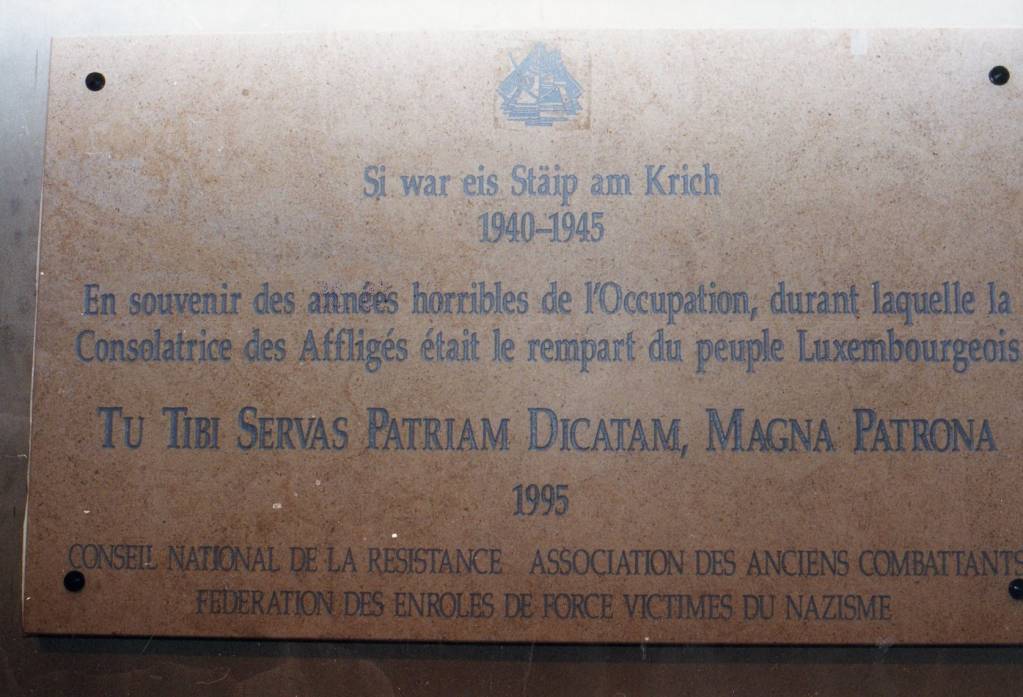 Si war eis Stäip am Krich
1940–1945
En souvenir des années horribles de l'Occupation, durant laquelle la
Consolatrice des Affligés était le rempart du peuple Luxembourgeois
TU TIBI SERVAS PATRIAM DICATAM, MAGNA PATRONA
1995
CONSEIL NATIONAL DE LA RESISTANCE ASSOCIATION DES ANCIENS COMBATTANTS
FEDERATION DES ENROLES DE FORCE VICTIMES DU NAZISME